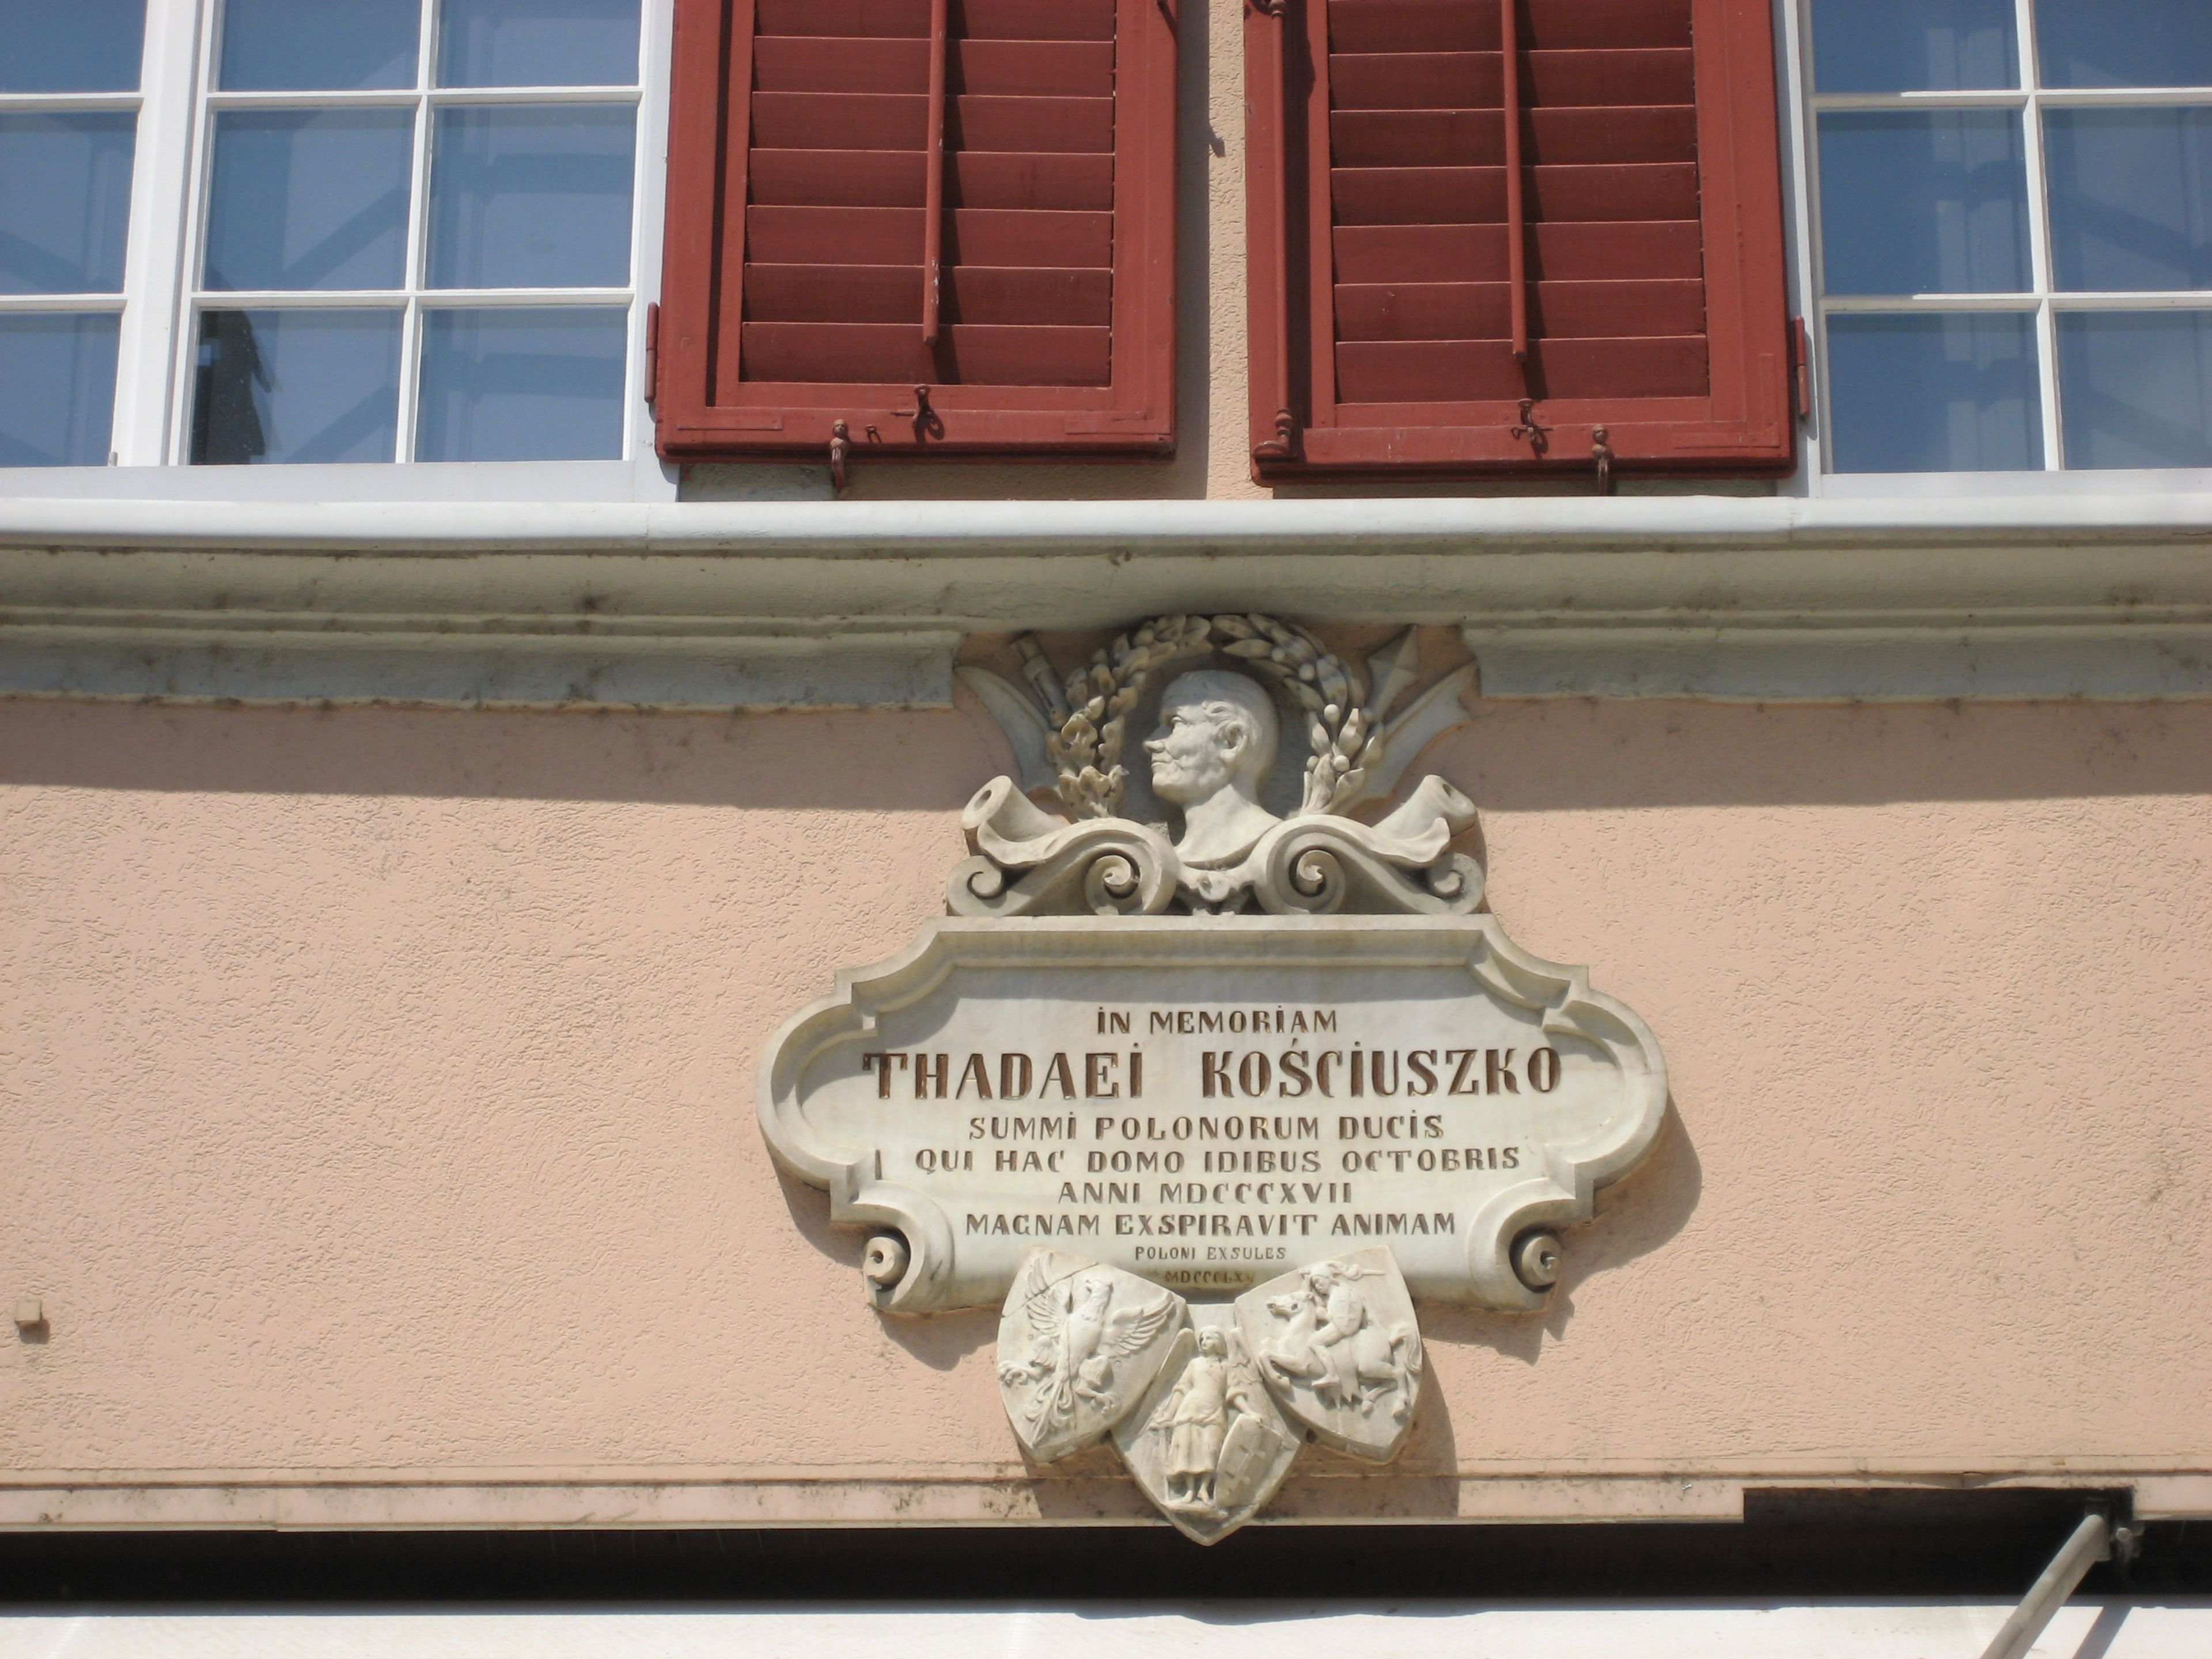 IN MEMORIAM
THADAEI KOŚCIUSZKO
SUMMI POLONORUM DUCIS
QUI HAC DOMO IDIBUS OCTOBRIS
ANNI MDCCCXVII
MAGNAM EXSPIRAVIT ANIMAM
POLONI EXSULES